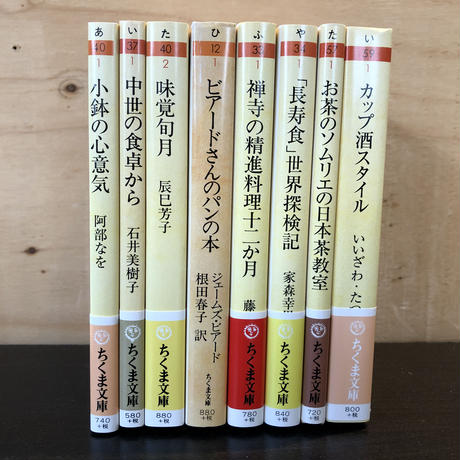 あ
40
1
小鉢の心意気
阿部なを
ちくま文庫
740
+税
い
37
1
中世の食卓から
石井美樹子
ちくま文庫
580
+税
た
40
2
味覚旬月
辰巳芳子
ちくま文庫
880
+税
ひ
12
1
ビアードさんのパンの本
ジェームズ・ビアード
根田春子 訳
ちくま文庫
880
+税
ふ
33
1
禅寺の精進料理十二か月
藤
ちくま文庫
780
+税
や
34
1
「長寿食」世界探検記
家森幸
ちくま文庫
840
+税
た
57
1
お茶のソムリエの日本茶教室
ちくま文庫
720
+税
い
59
1
カップ酒スタイル
いいざわ・たつ
ちくま文庫
800
+税